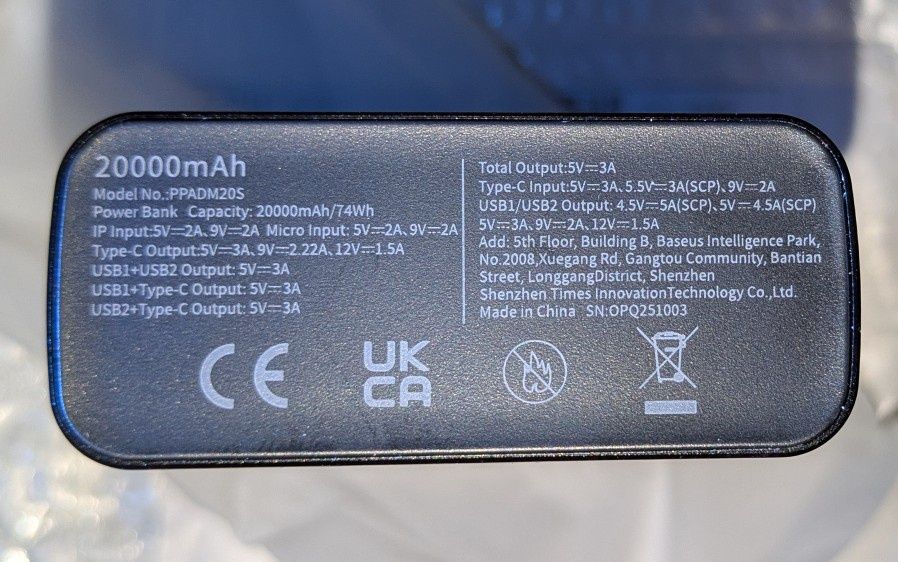 20000mAh
Model No.:PPADM20S
Power Bank Capacity: 20000mAh/74Wh
IP Input:5V⎓2A、9V⎓2A Micro Input: 5V⎓2A、9V⎓2A
Type-C Output:5V⎓3A、9V⎓2.22A、12V⎓1.5A
USB1+USB2 Output: 5V⎓3A
USB1+Type-C Output: 5V⎓3A
USB2+Type-C Output: 5V⎓3A
Total Output:5V⎓3A
Type-C Input:5V⎓3A、5.5V⎓3A(SCP)、9V⎓2A
USB1/USB2 Output: 4.5V⎓5A(SCP)、5V⎓4.5A(SCP)
5V⎓3A、9V⎓2A、12V⎓1.5A
Add: 5th Floor, Building B, Baseus Intelligence Park,
No.2008,Xuegang Rd, Gangtou Community, Bantian
Street, LonggangDistrict, Shenzhen
Shenzhen Times InnovationTechnology Co.,Ltd.
Made in China SN:OPQ251003
CE
UK
CA